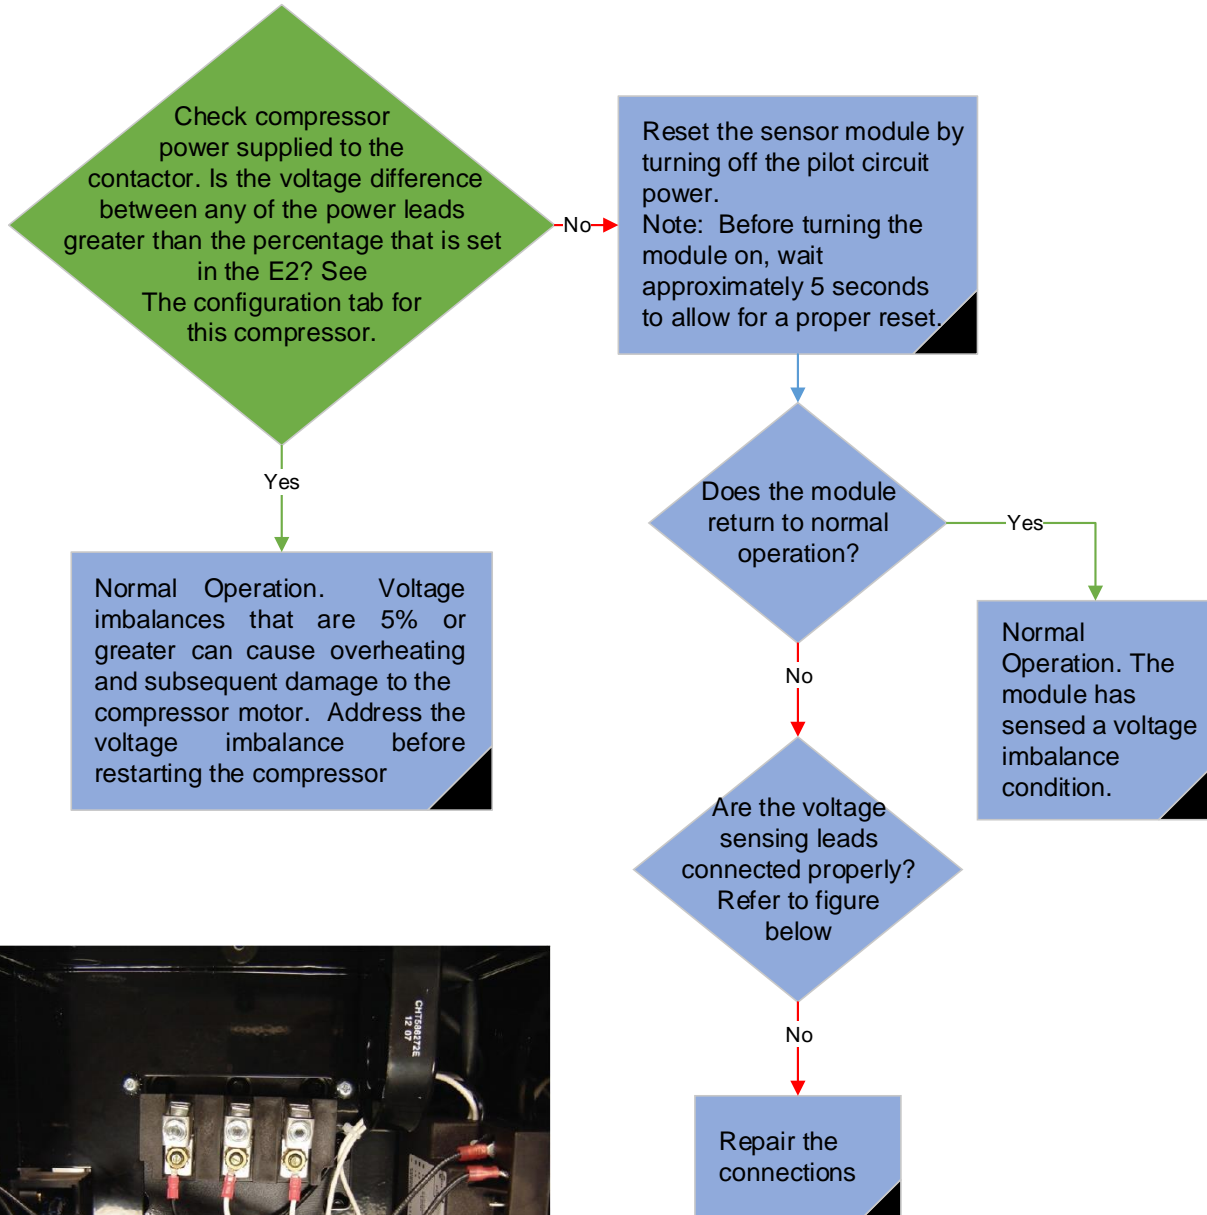 Check compressor
power supplied to the
contactor. Is the voltage difference
between any of the power leads
greater than the percentage that is set
in the E2? See
The configuration tab for
this compressor.
No
Reset the sensor module by
turning off the pilot circuit
power.
Note: Before turning the
module on, wait
approximately 5 seconds
to allow for a proper reset.
Yes
Does the module
return to normal
operation?
Yes
Normal Operation. Voltage
imbalances that are 5% or
greater can cause overheating
and subsequent damage to the
compressor motor. Address the
voltage imbalance before
restarting the compressor
Normal
Operation. The
module has
sensed a voltage
imbalance
condition.
No
Are the voltage
sensing leads
connected properly?
Refer to figure
below
No
CHT586272E
12 07
Repair the
connections